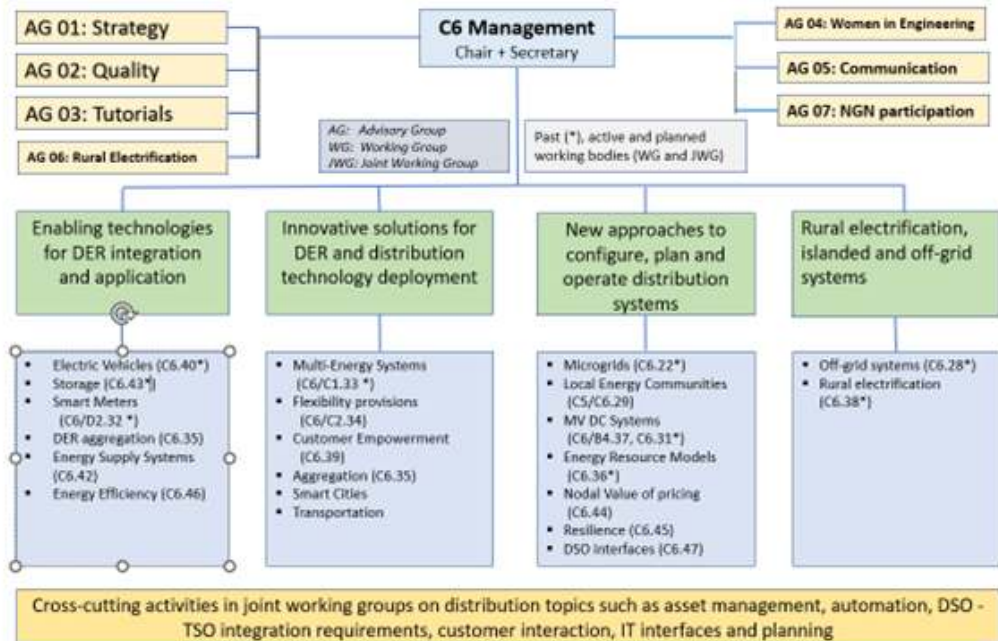 AG 01: Strategy
AG 02: Quality
AG 03: Tutorials
AG 06: Rural Electrification
C6 Management
Chair + Secretary
AG 04: Women in Engineering
AG 05: Communication
AG 07: NGN participation
AG: Advisory Group
WG: Working Group
JWG: Joint Working Group
Past (*), active and planned
working bodies (WG and JWG)
Enabling technologies
for DER integration
and application
Innovative solutions for
DER and distribution
technology deployment
New approaches to
configure, plan and
operate distribution
systems
Rural electrification,
islanded and off-grid
systems
▪ Electric Vehicles (C6.40*)
▪ Storage (C6.43*)
▪ Smart Meters
(C6/D2.32 *)
▪ DER aggregation (C6.35)
▪ Energy Supply Systems
(C6.42)
▪ Energy Efficiency (C6.46)
▪ Multi-Energy Systems
(C6/C1.33 *)
▪ Flexibility provisions
(C6/C2.34)
▪ Customer Empowerment
(C6.39)
▪ Aggregation (C6.35)
▪ Smart Cities
▪ Transportation
▪ Microgrids (C6.22*)
▪ Local Energy Communities
(C5/C6.29)
▪ MV DC Systems
(C6/B4.37, C6.31*)
▪ Energy Resource Models
(C6.36*)
▪ Nodal Value of pricing
(C6.44)
▪ Resilience (C6.45)
▪ DSO Interfaces (C6.47)
▪ Off-grid systems (C6.28*)
▪ Rural electrification
(C6.38*)
Cross-cutting activities in joint working groups on distribution topics such as asset management, automation, DSO -
TSO integration requirements, customer interaction, IT interfaces and planning